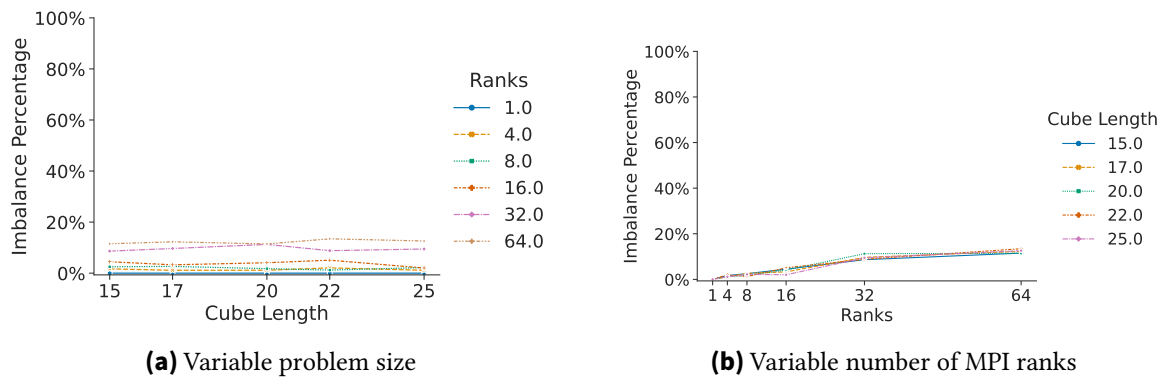 100%
80%
60%
40%
20%
0%
Imbalance Percentage
15 17 20 22 25
Cube Length
Ranks
1.0
4.0
8.0
16.0
32.0
64.0
(a) Variable problem size
100%
80%
60%
40%
20%
0%
Imbalance Percentage
1 4 8 16 32 64
Ranks
Cube Length
15.0
17.0
20.0
22.0
25.0
(b) Variable number of MPI ranks